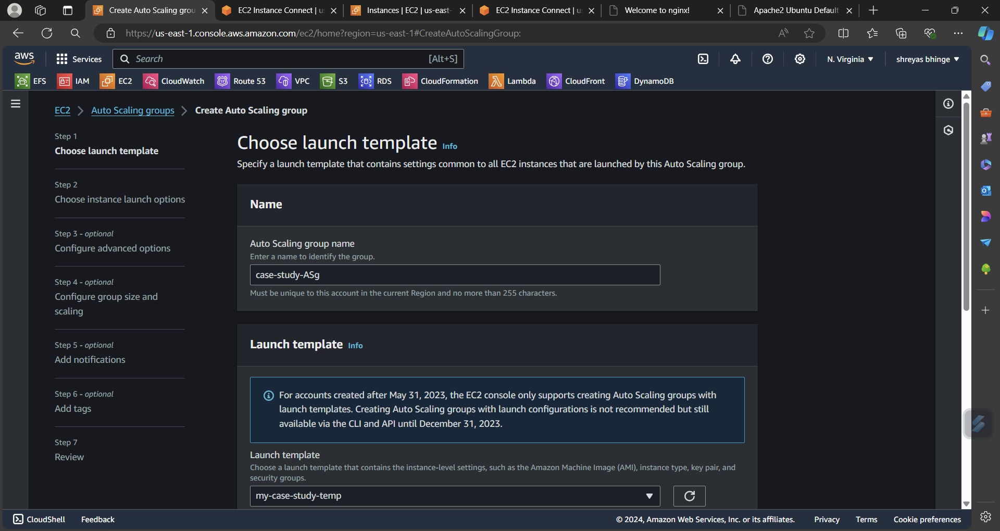 Create Auto Scaling grou
EC2 Instance Connect | us
Instances | EC2 | us-east-
EC2 Instance Connect | us
Welcome to nginx!
Apache2 Ubuntu Default
https://us-east-1.console.aws.amazon.com/ec2/home?region=us-east-1#CreateAutoScalingGroup:
aws
Services
Search
[Alt+S]
N. Virginia
shreyas bhinge
EFS
IAM
EC2
CloudWatch
Route 53
VPC
S3
RDS
CloudFormation
Lambda
CloudFront
DynamoDB
EC2
Auto Scaling groups
Create Auto Scaling group
Step 1
Choose launch template
Step 2
Choose instance launch options
Step 3 - optional
Configure advanced options
Step 4 - optional
Configure group size and
scaling
Step 5 - optional
Add notifications
Step 6 - optional
Add tags
Step 7
Review
Choose launch template Info
Specify a launch template that contains settings common to all EC2 instances that are launched by this Auto Scaling group.
Name
Auto Scaling group name
Enter a name to identify the group.
case-study-ASg
Must be unique to this account in the current Region and no more than 255 characters.
Launch template Info
For accounts created after May 31, 2023, the EC2 console only supports creating Auto Scaling groups with
launch templates. Creating Auto Scaling groups with launch configurations is not recommended but still
available via the CLI and API until December 31, 2023.
Launch template
Choose a launch template that contains the instance-level settings, such as the Amazon Machine Image (AMI), instance type, key pair, and
security groups.
my-case-study-temp
CloudShell
Feedback
© 2024, Amazon Web Services, Inc. or its affiliates.
Privacy
Terms
Cookie preferences